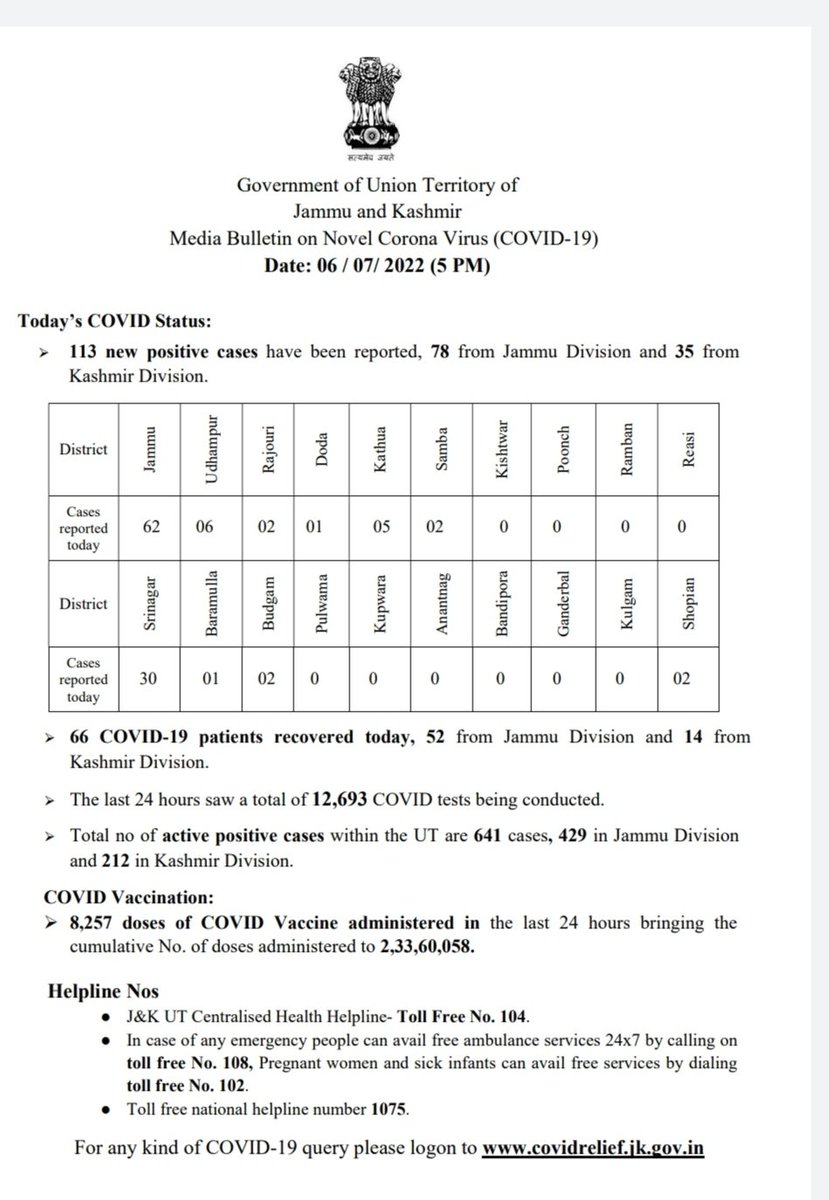 सत्यमेव जयते
Government of Union Territory of
Jammu and Kashmir
Media Bulletin on Novel Corona Virus (COVID-19)
Date: 06 / 07/ 2022 (5 PM)
Today’s COVID Status:
➢ 113 new positive cases have been reported, 78 from Jammu Division and 35 from
Kashmir Division.
District Jammu Udhampur Rajouri Doda Kathua Samba Kishtwar Poonch Ramban Reasi
Cases
reported 62 06 02 01 05 02 0 0 0 0
today
District Srinagar Baramulla Budgam Pulwama Kupwara Anantnag Bandipora Ganderbal Kulgam Shopian
Cases
reported 30 01 02 0 0 0 0 0 0 02
today
➢ 66 COVID-19 patients recovered today, 52 from Jammu Division and 14 from
Kashmir Division.
➢ The last 24 hours saw a total of 12,693 COVID tests being conducted.
➢ Total no of active positive cases within the UT are 641 cases, 429 in Jammu Division
and 212 in Kashmir Division.
COVID Vaccination:
➢ 8,257 doses of COVID Vaccine administered in the last 24 hours bringing the
cumulative No. of doses administered to 2,33,60,058.
Helpline Nos
● J&K UT Centralised Health Helpline- Toll Free No. 104.
● In case of any emergency people can avail free ambulance services 24x7 by calling on
toll free No. 108, Pregnant women and sick infants can avail free services by dialing
toll free No. 102.
● Toll free national helpline number 1075.
For any kind of COVID-19 query please logon to www.covidrelief.jk.gov.in